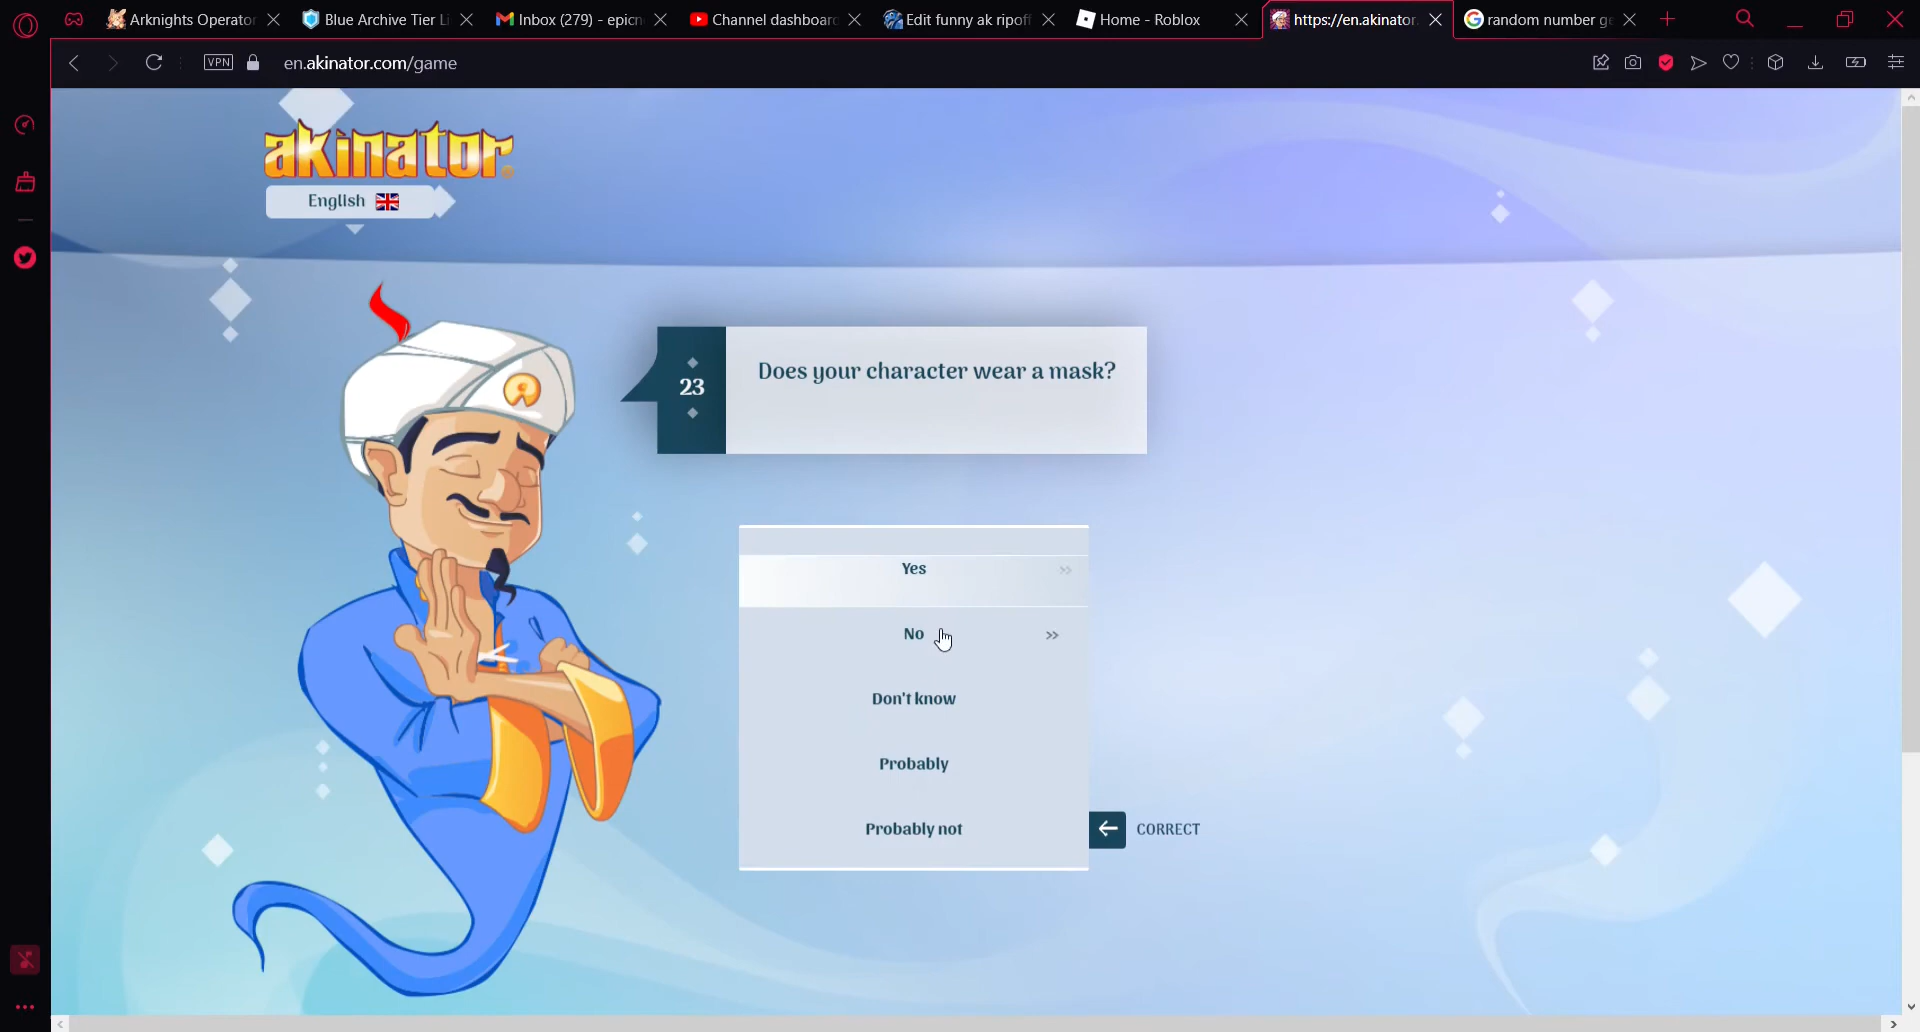 Arknights Operator
Blue Archive Tier Li
Inbox (279) - epicn
Channel dashboard
Edit funny ak ripoff
Home - Roblox
https://en.akinator.
random number ge
VPN
en.akinator.com/game
akinator
English
23
Does your character wear a mask?
Yes
No
Don't know
Probably
Probably not
CORRECT